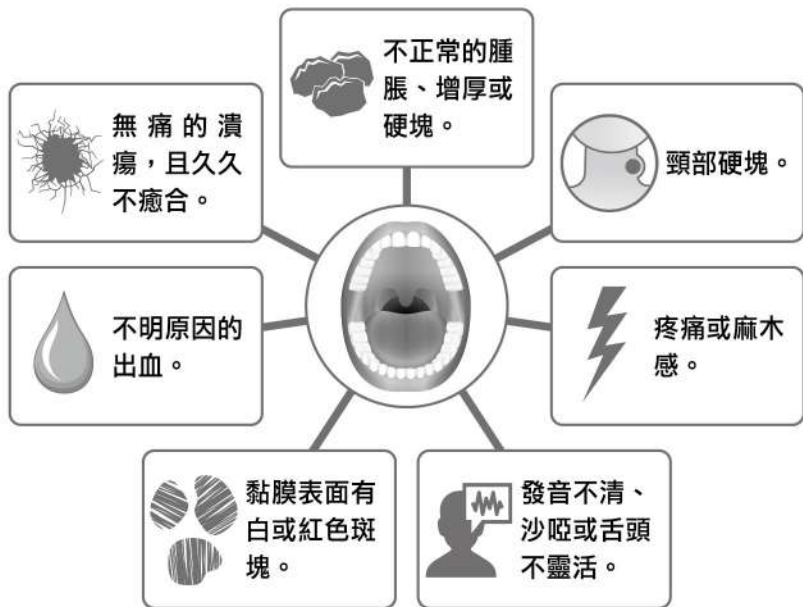 不正常的腫
脹、增厚或
硬塊。
無痛的潰
瘍，且久久
不癒合。
頸部硬塊。
不明原因的
出血。
疼痛或麻木
感。
黏膜表面有
白或紅色斑
塊。
發音不清、
沙啞或舌頭
不靈活。